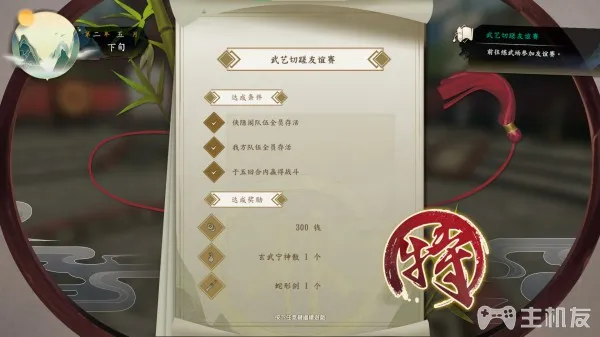 第二年 五 月
下旬
武艺切蹉友谊赛
前往练武场参加友谊赛。
武艺切蹉友谊赛
达成条件
侠隐阁队伍全员存活
我方队伍全员存活
于五回合内赢得战斗
达成奖励
300 钱
玄武宁神散 1 个
蛇形剑 1 个
特
主机友